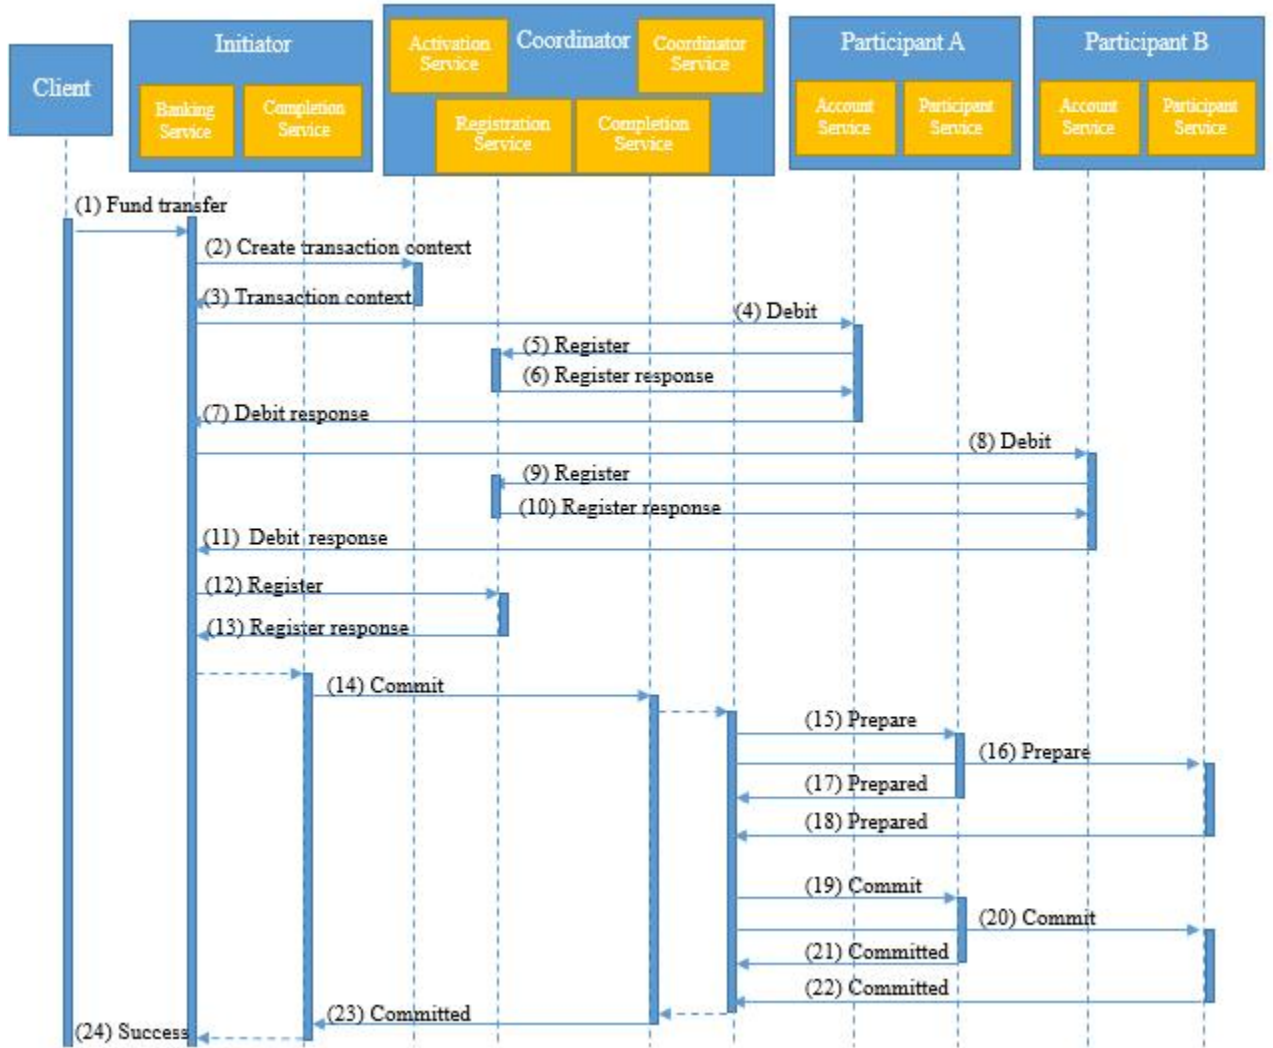 Client
Initiator
Banking
Service
Completion
Service
Coordinator
Activation
Service
Coordinator
Service
Registration
Service
Completion
Service
Participant A
Account
Service
Participant
Service
Participant B
Account
Service
Participant
Service
(1) Fund transfer
(2) Create transaction context
(3) Transaction context
(4) Debit
(5) Register
(6) Register response
(7) Debit response
(8) Debit
(9) Register
(10) Register response
(11) Debit response
(12) Register
(13) Register response
(14) Commit
(15) Prepare
(16) Prepare
(17) Prepared
(18) Prepared
(19) Commit
(20) Commit
(21) Committed
(22) Committed
(23) Committed
(24) Success